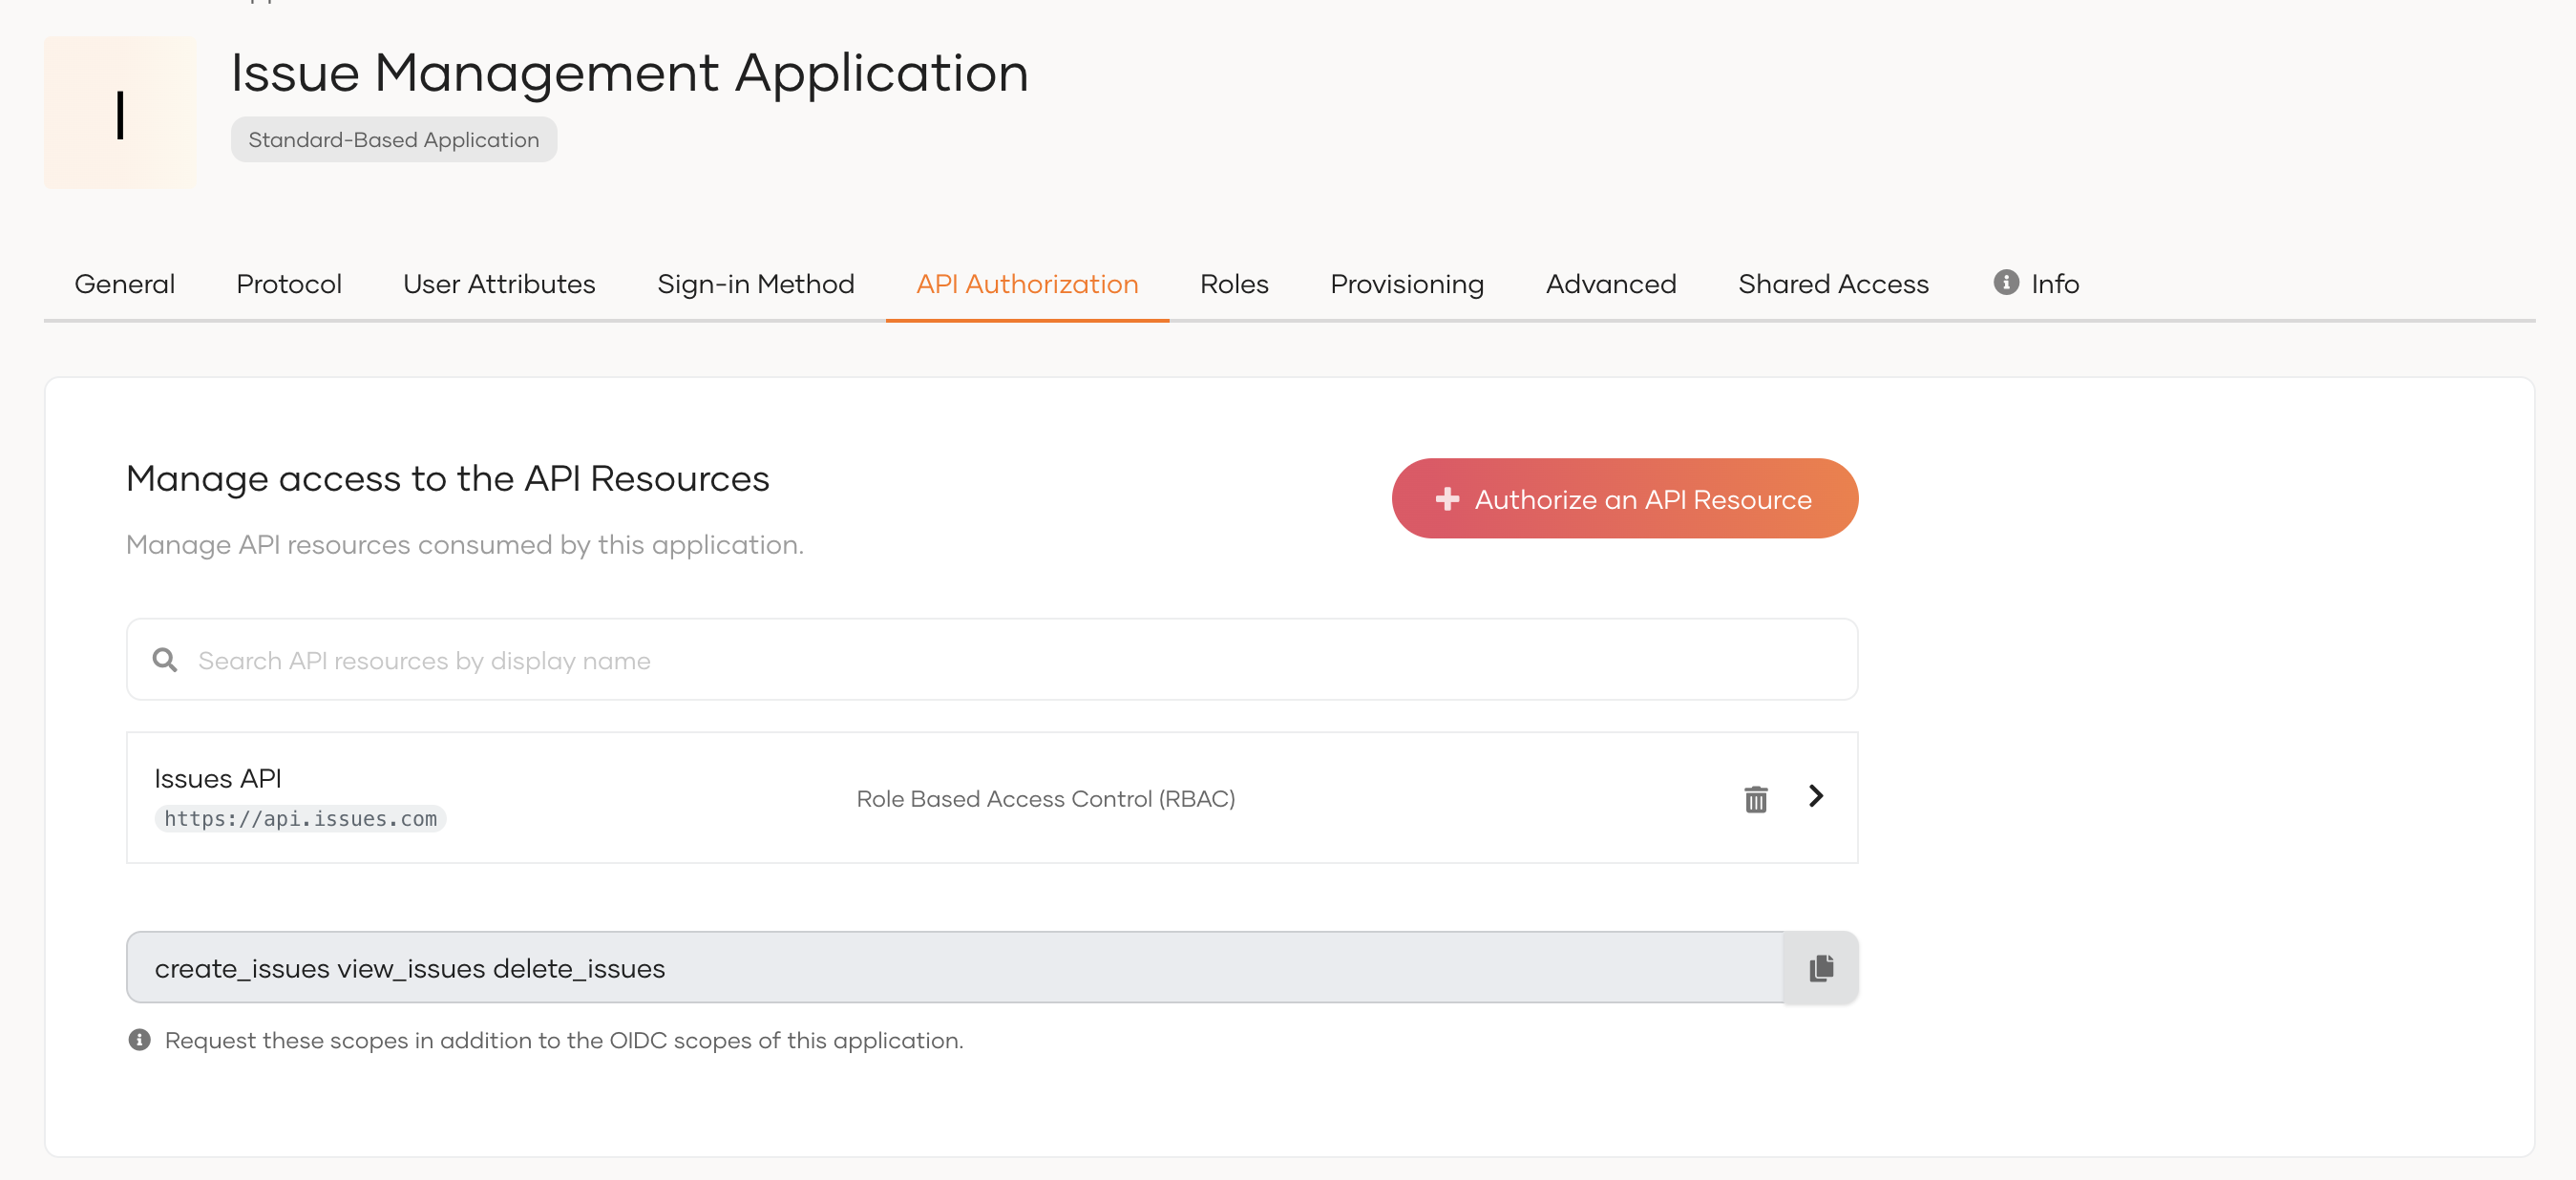 I
Issue Management Application
Standard-Based Application
General Protocol User Attributes Sign-in Method API Authorization Roles Provisioning Advanced Shared Access Info
Manage access to the API Resources
Authorize an API Resource
Manage API resources consumed by this application.
Search API resources by display name
Issues API
https://api.issues.com
Role Based Access Control (RBAC)
create_issues view_issues delete_issues
Request these scopes in addition to the OIDC scopes of this application.